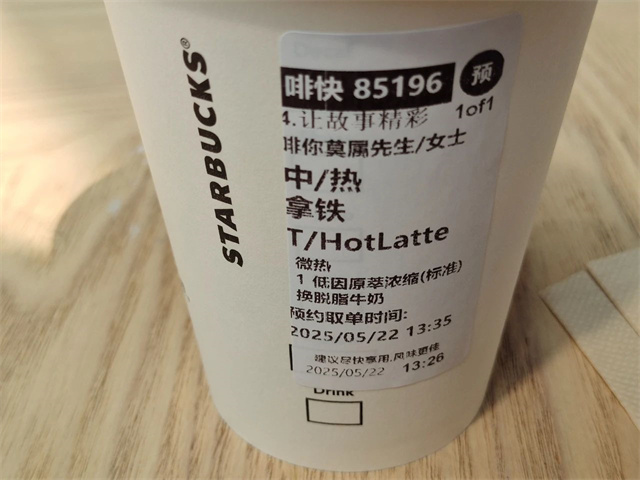 STARBUCKS®
啡快 85196
预
1of1
4.让故事精彩
啡你莫属先生/女士
中/热
拿铁
T/HotLatte
微热
1 低因原萃浓缩(标准)
换脱脂牛奶
预约取单时间:
2025/05/22 13:35
建议尽快享用,风味更佳
2025/05/22 13:26
Drink